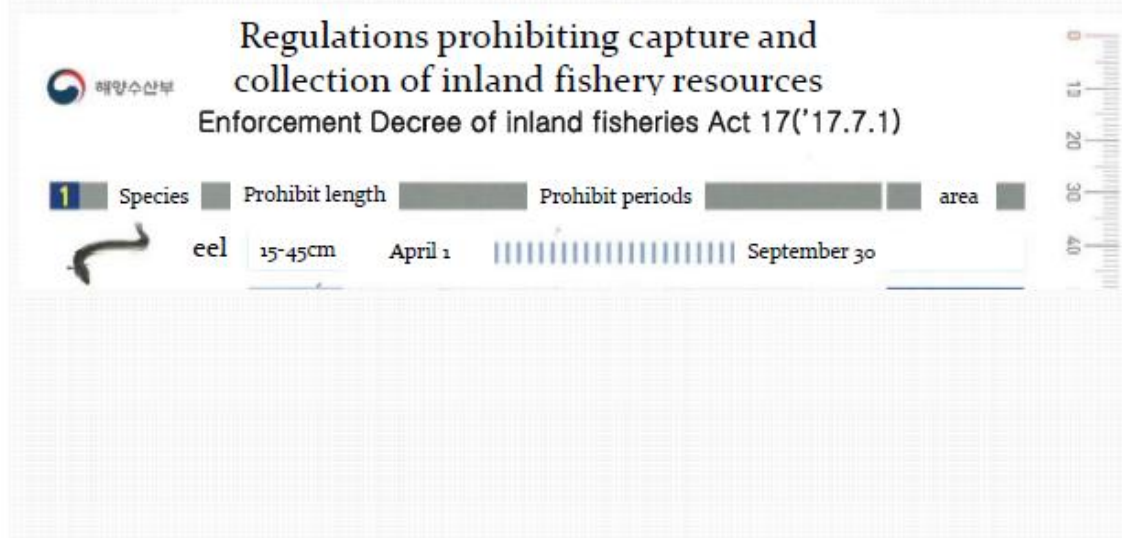 Regulations prohibiting capture and
해양수산부 collection of inland fishery resources
Enforcement Decree of inland fisheries Act 17('17.7.1)
1 Species Prohibit length Prohibit periods area
eel 15-45cm April 1 September 30
0
10
20
30
40